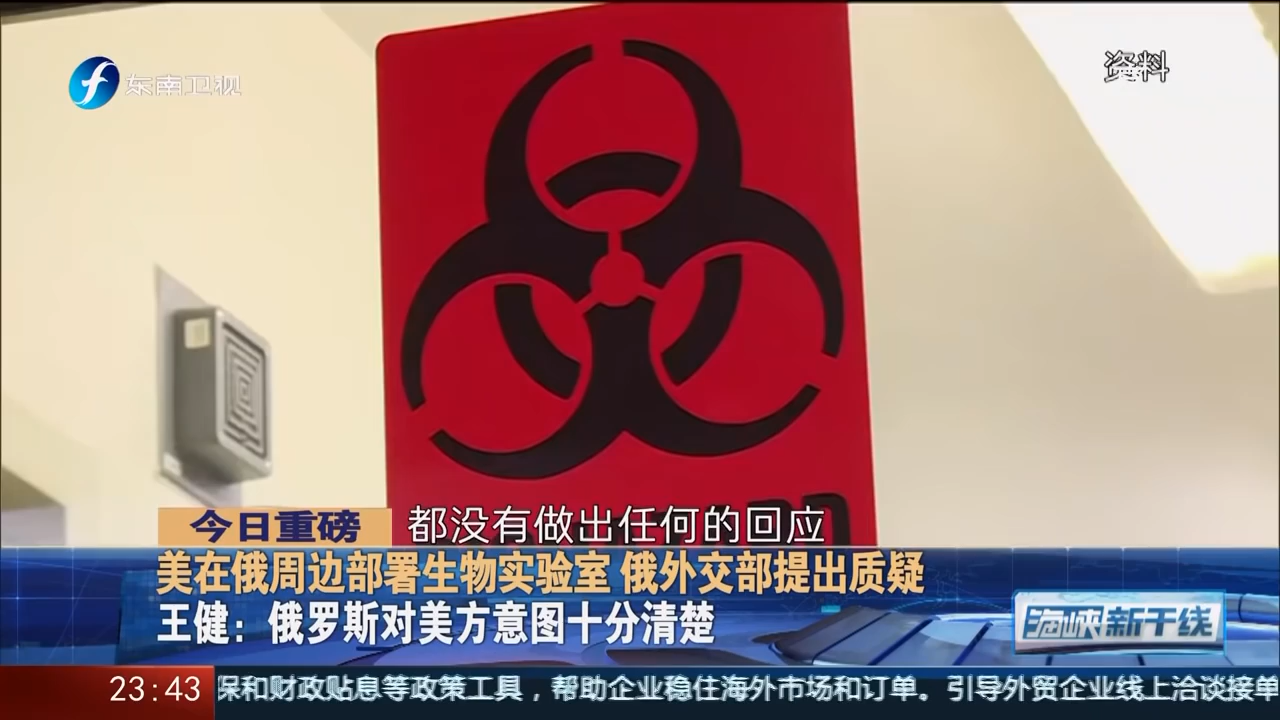 东南卫视
资料
今日重磅
都没有做出任何的回应
美在俄周边部署生物实验室 俄外交部提出质疑
王健：俄罗斯对美方意图十分清楚
海峡新干线
23:43
保和财政贴息等政策工具，帮助企业稳住海外市场和订单。引导外贸企业线上洽谈接单